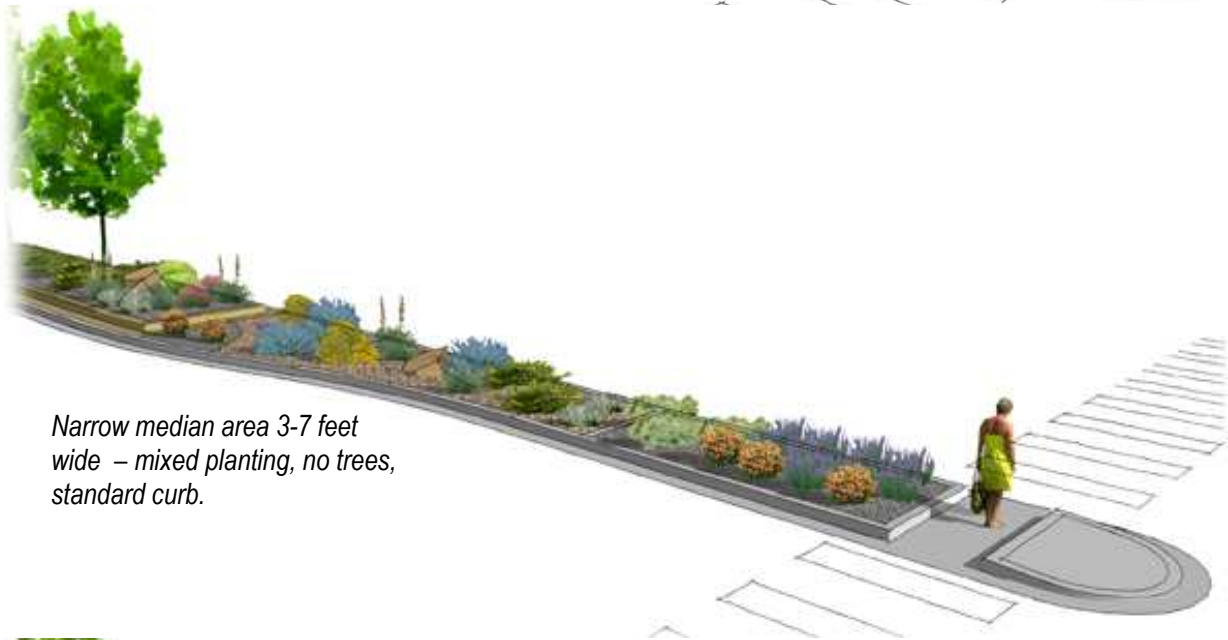 Narrow median area 3-7 feet
wide – mixed planting, no trees,
standard curb.